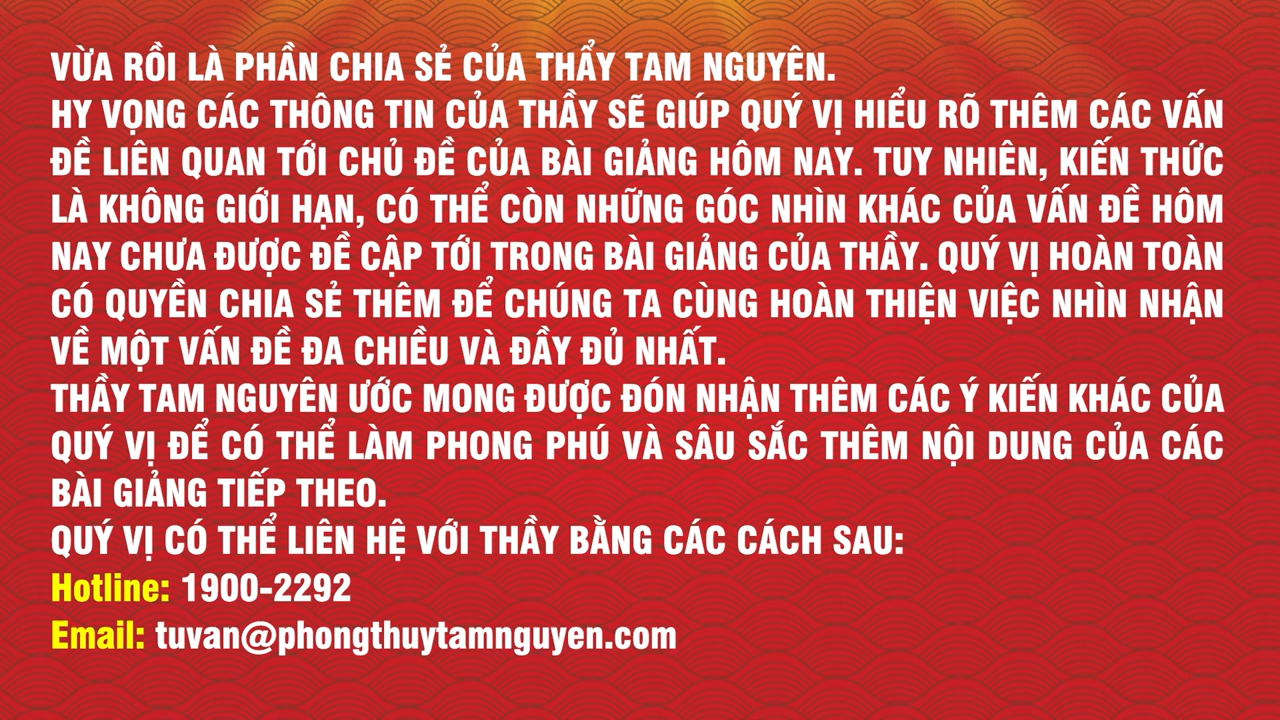 VỪA RỒI LÀ PHẦN CHIA SẺ CỦA THẨY TAM NGUYÊN.
HY VỌNG CÁC THÔNG TIN CỦA THẦY SẼ GIÚP QUÝ VỊ HIỂU RÕ THÊM CÁC VẤN
ĐỀ LIÊN QUAN TỚI CHỦ ĐỀ CỦA BÀI GIẢNG HÔM NAY. TUY NHIÊN, KIẾN THỨC
LÀ KHÔNG GIỚI HẠN, CÓ THỂ CÒN NHỮNG GÓC NHÌN KHÁC CỦA VẤN ĐỀ HÔM
NAY CHƯA ĐƯỢC ĐỀ CẬP TỚI TRONG BÀI GIẢNG CỦA THẦY. QUÝ VỊ HOÀN TOÀN
CÓ QUYỀN CHIA SẺ THÊM ĐỂ CHÚNG TA CÙNG HOÀN THIỆN VIỆC NHÌN NHẬN
VỀ MỘT VẤN ĐỀ ĐA CHIỀU VÀ ĐẦY ĐỦ NHẤT.
THẦY TAM NGUYÊN ƯỚC MONG ĐƯỢC ĐÓN NHẬN THÊM CÁC Ý KIẾN KHÁC CỦA
QUÝ VỊ ĐỂ CÓ THỂ LÀM PHONG PHÚ VÀ SÂU SẮC THÊM NỘI DUNG CỦA CÁC
BÀI GIẢNG TIẾP THEO.
QUÝ VỊ CÓ THỂ LIÊN HỆ VỚI THẦY BẰNG CÁC CÁCH SAU:
Hotline: 1900-2292
Email: tuvan@phongthuytamnguyen.com